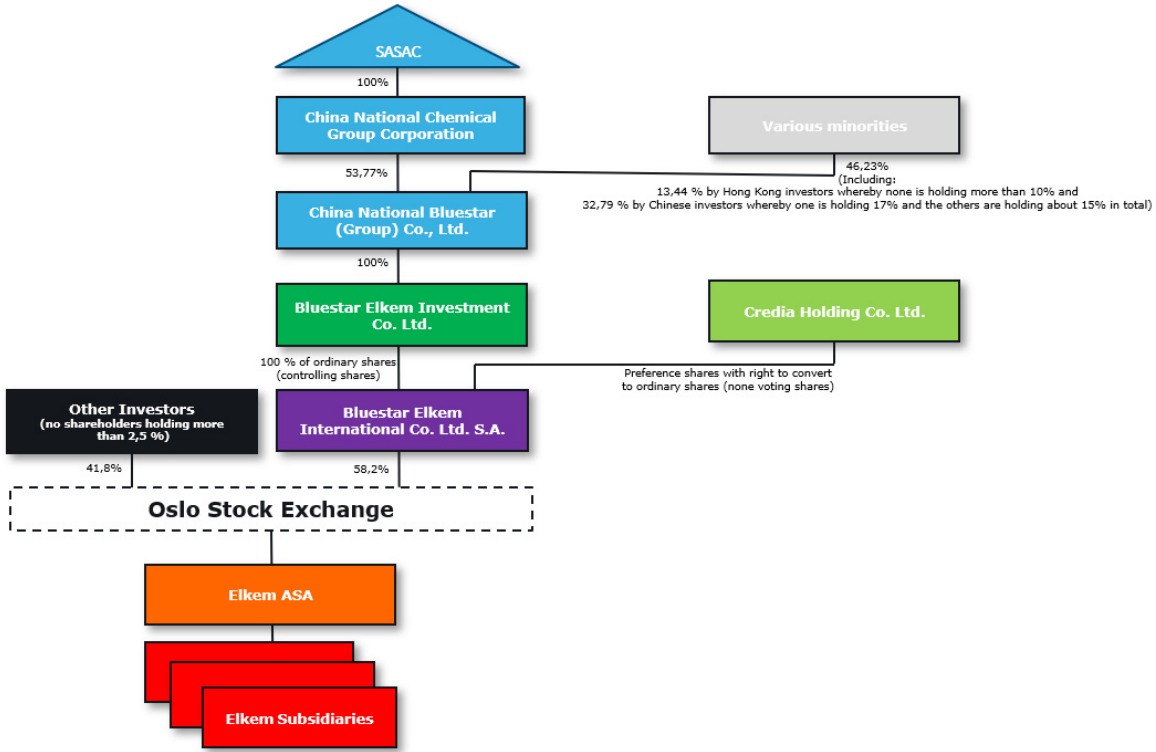 SASAC
100%
China National Chemical
Group Corporation
Various minorities
53,77%
46,23%
(Including:
13,44 % by Hong Kong investors whereby none is holding more than 10% and
32,79 % by Chinese investors whereby one is holding 17% and the others are holding about 15% in total)
China National Bluestar
(Group) Co., Ltd.
100%
Bluestar Elkem Investment
Co. Ltd.
Credia Holding Co. Ltd.
100 % of ordinary shares
(controlling shares)
Preference shares with right to convert
to ordinary shares (none voting shares)
Other Investors
(no shareholders holding more
than 2,5 %)
Bluestar Elkem
International Co. Ltd. S.A.
41,8%
58,2%
Oslo Stock Exchange
Elkem ASA
Elkem Subsidiaries